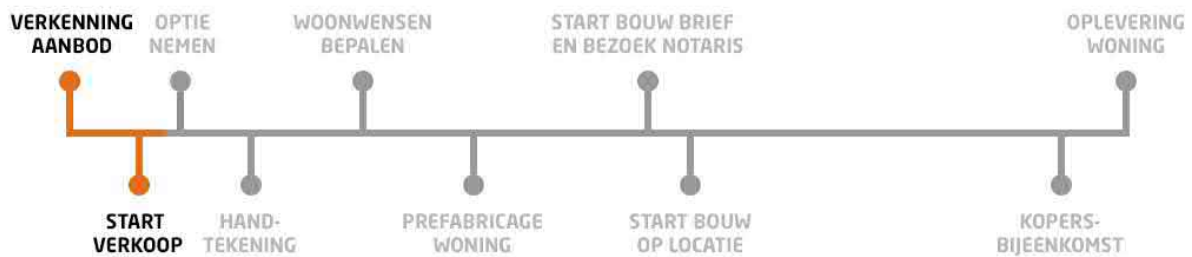 VERKENNING
AANBOD
OPTIE
NEMEN
WOONWENSEN
BEPALEN
START BOUW BRIEF
EN BEZOEK NOTARIS
OPLEVERING
WONING
START
VERKOOP
HAND-
TEKENING
PREFABRICAGE
WONING
START BOUW
OP LOCATIE
KOPERS-
BIJEENKOMST